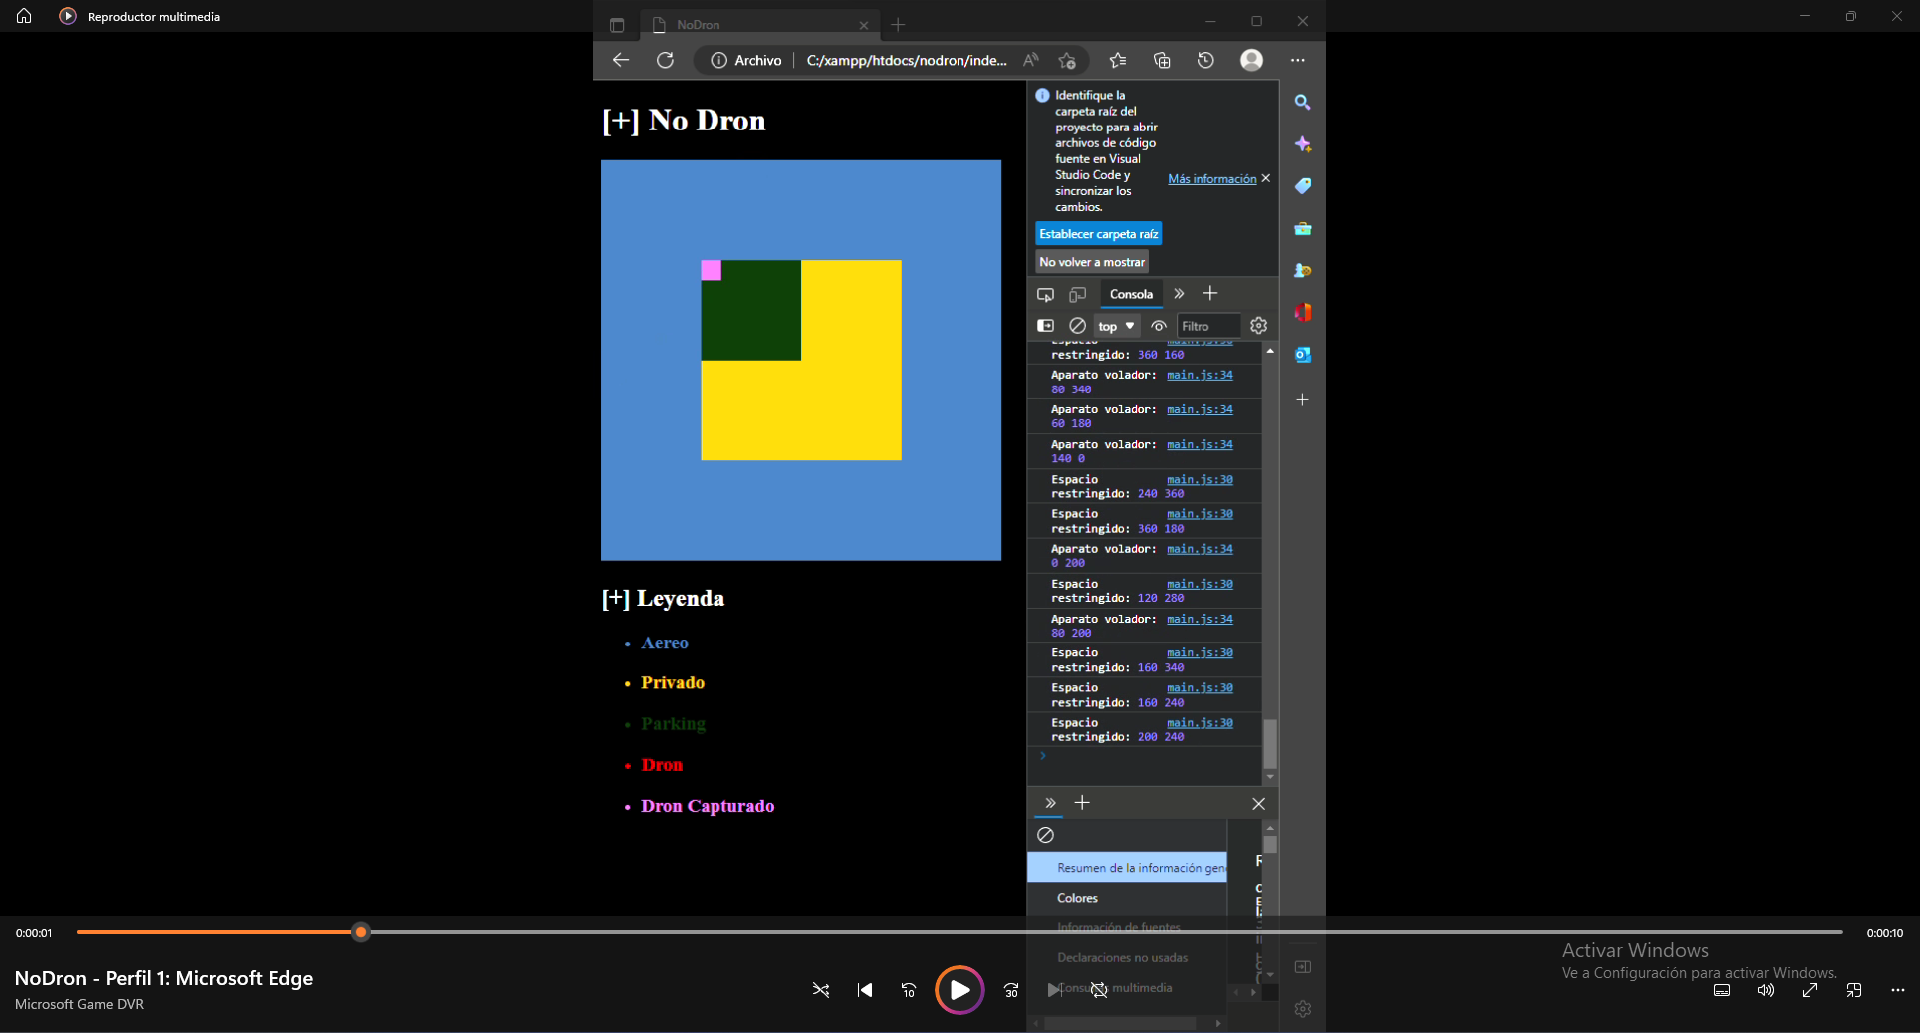 Reproductor multimedia
NoDron
Archivo
C:/xampp/htdocs/nodron/inde...
[+] No Dron
Identifique la
carpeta raíz del
proyecto para abrir
archivos de código
fuente en Visual
Studio Code y
sincronizar los
cambios.
Más información
Establecer carpeta raíz
No volver a mostrar
Consola
top
Filtro
restringido: 360 160
Aparato volador: main.js:34
80 340
Aparato volador: main.js:34
60 180
Aparato volador: main.js:34
140 0
Espacio main.js:30
restringido: 240 360
Espacio main.js:30
restringido: 360 180
Aparato volador: main.js:34
0 200
Espacio main.js:30
restringido: 120 280
Aparato volador: main.js:34
80 200
Espacio main.js:30
restringido: 160 340
Espacio main.js:30
restringido: 160 240
Espacio main.js:30
restringido: 200 240
[+] Leyenda
Aereo
Privado
Parking
Dron
Dron Capturado
Resumen de la información gen
Colores
Información de fuentes
Declaraciones no usadas
Consultas multimedia
0:00:01
0:00:10
NoDron - Perfil 1: Microsoft Edge
Microsoft Game DVR
10
30
Activar Windows
Ve a Configuración para activar Windows.